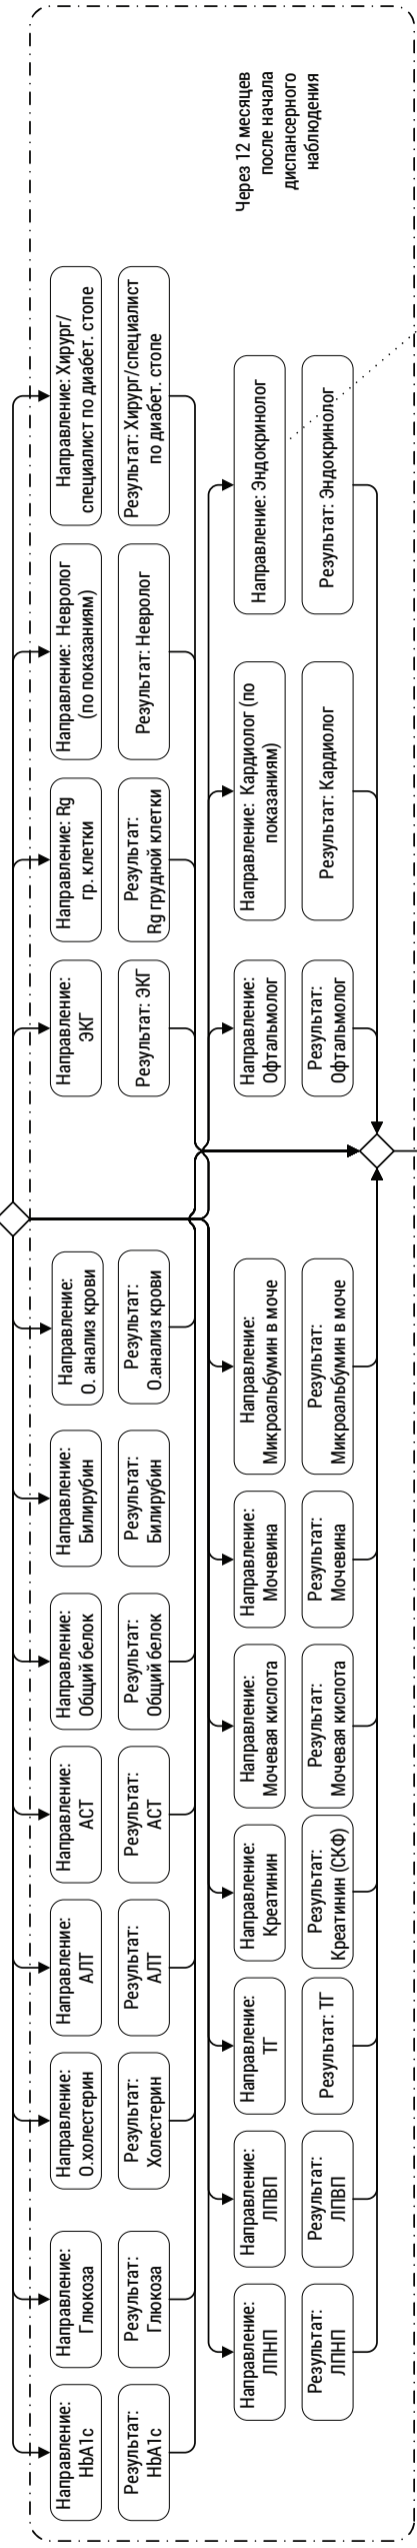 Направление:
HbA1c
Направление:
Глюкоза
Направление:
О.холестерин
Направление:
АЛТ
Направление:
АСТ
Направление:
Общий белок
Направление:
Билирубин
Направление:
О. анализ крови
Направление:
ЭКГ
Направление: Rg
гр. клетки
Направление: Невролог
(по показаниям)
Направление: Хирург/
специалист по диабет. стопе
Результат:
HbA1c
Результат:
Глюкоза
Результат:
Холестерин
Результат:
АЛТ
Результат:
АСТ
Результат:
Общий белок
Результат:
Билирубин
Результат:
О.анализ крови
Результат: ЭКГ
Результат:
Rg грудной клетки
Результат: Невролог
Результат: Хирург/специалист
по диабет. стопе
Направление:
ЛПНП
Направление:
ЛПВП
Направление:
ТГ
Направление:
Креатинин
Направление:
Мочевая кислота
Направление:
Мочевина
Направление:
Микроальбумин в моче
Направление:
Офтальмолог
Направление: Кардиолог (по
показаниям)
Направление: Эндокринолог
Через 12 месяцев
после начала
диспансерного
наблюдения
Результат:
ЛПНП
Результат:
ЛПВП
Результат: ТГ
Результат:
Креатинин (СКФ)
Результат:
Мочевая кислота
Результат:
Мочевина
Результат:
Микроальбумин в моче
Результат:
Офтальмолог
Результат: Кардиолог
Результат: Эндокринолог